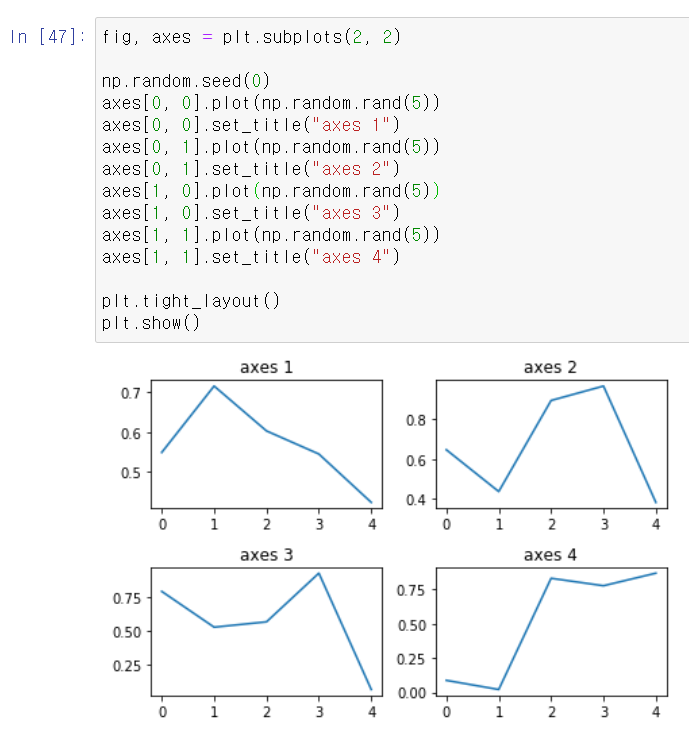 In [47]: fig, axes = plt.subplots(2, 2)
np.random.seed(0)
axes[0, 0].plot(np.random.rand(5))
axes[0, 0].set_title("axes 1")
axes[0, 1].plot(np.random.rand(5))
axes[0, 1].set_title("axes 2")
axes[1, 0].plot(np.random.rand(5))
axes[1, 0].set_title("axes 3")
axes[1, 1].plot(np.random.rand(5))
axes[1, 1].set_title("axes 4")
plt.tight_layout()
plt.show()
axes 1
0.7
0.6
0.5
0 1 2 3 4
axes 2
0.8
0.6
0.4
0 1 2 3 4
axes 3
0.75
0.50
0.25
0 1 2 3 4
axes 4
0.75
0.50
0.25
0.00
0 1 2 3 4